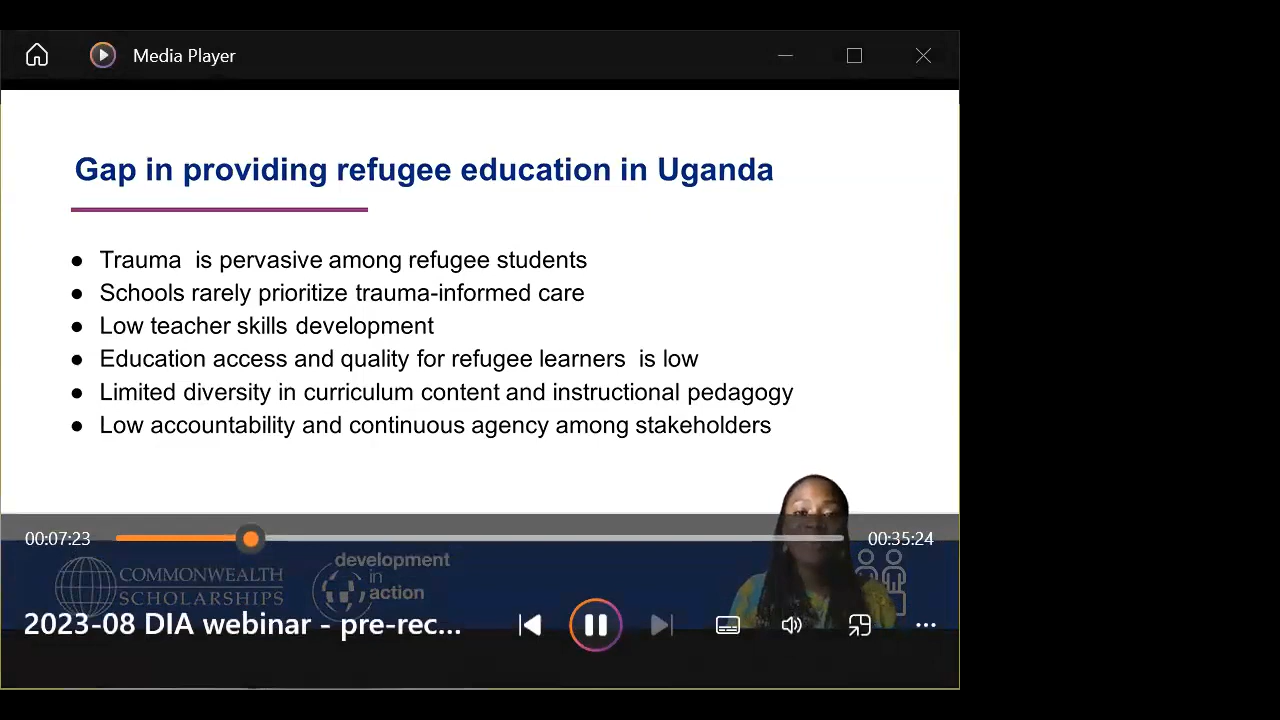 Media Player
Gap in providing refugee education in Uganda
● Trauma is pervasive among refugee students
● Schools rarely prioritize trauma-informed care
● Low teacher skills development
● Education access and quality for refugee learners is low
● Limited diversity in curriculum content and instructional pedagogy
● Low accountability and continuous agency among stakeholders
00:07:23
00:35:24
COMMONWEALTH
SCHOLARSHIPS
development
in
action
2023-08 DIA webinar - pre-rec...